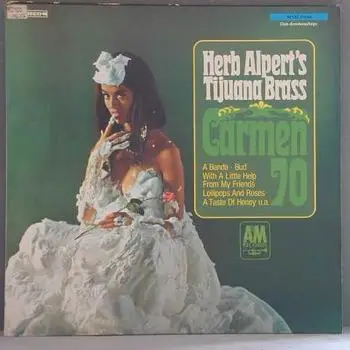 Herb Alpert's
Tijuana Brass
Carmen
70
A Banda · Bud
With A Little Help
From My Friends
Lollipops And Roses
A Taste Of Honey u.a.
A&M
RECORDS